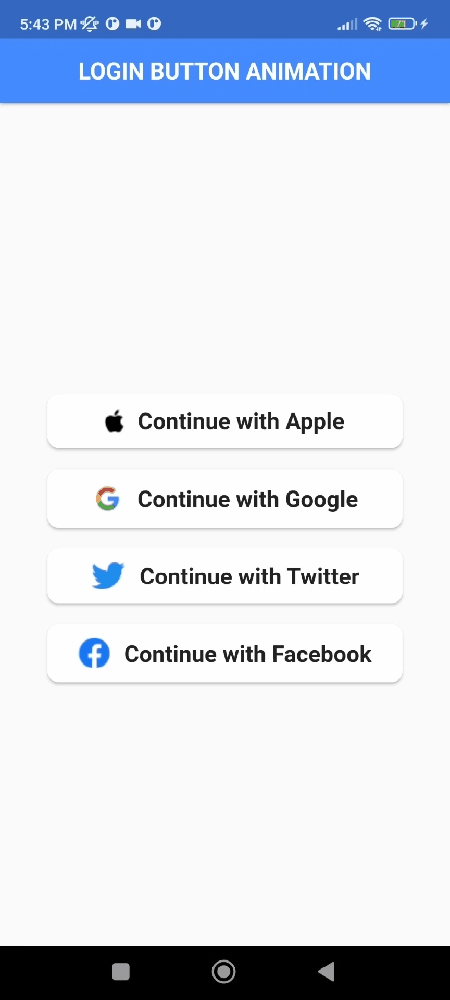 5:43 PM
LOGIN BUTTON ANIMATION
Continue with Apple
Continue with Google
Continue with Twitter
Continue with Facebook